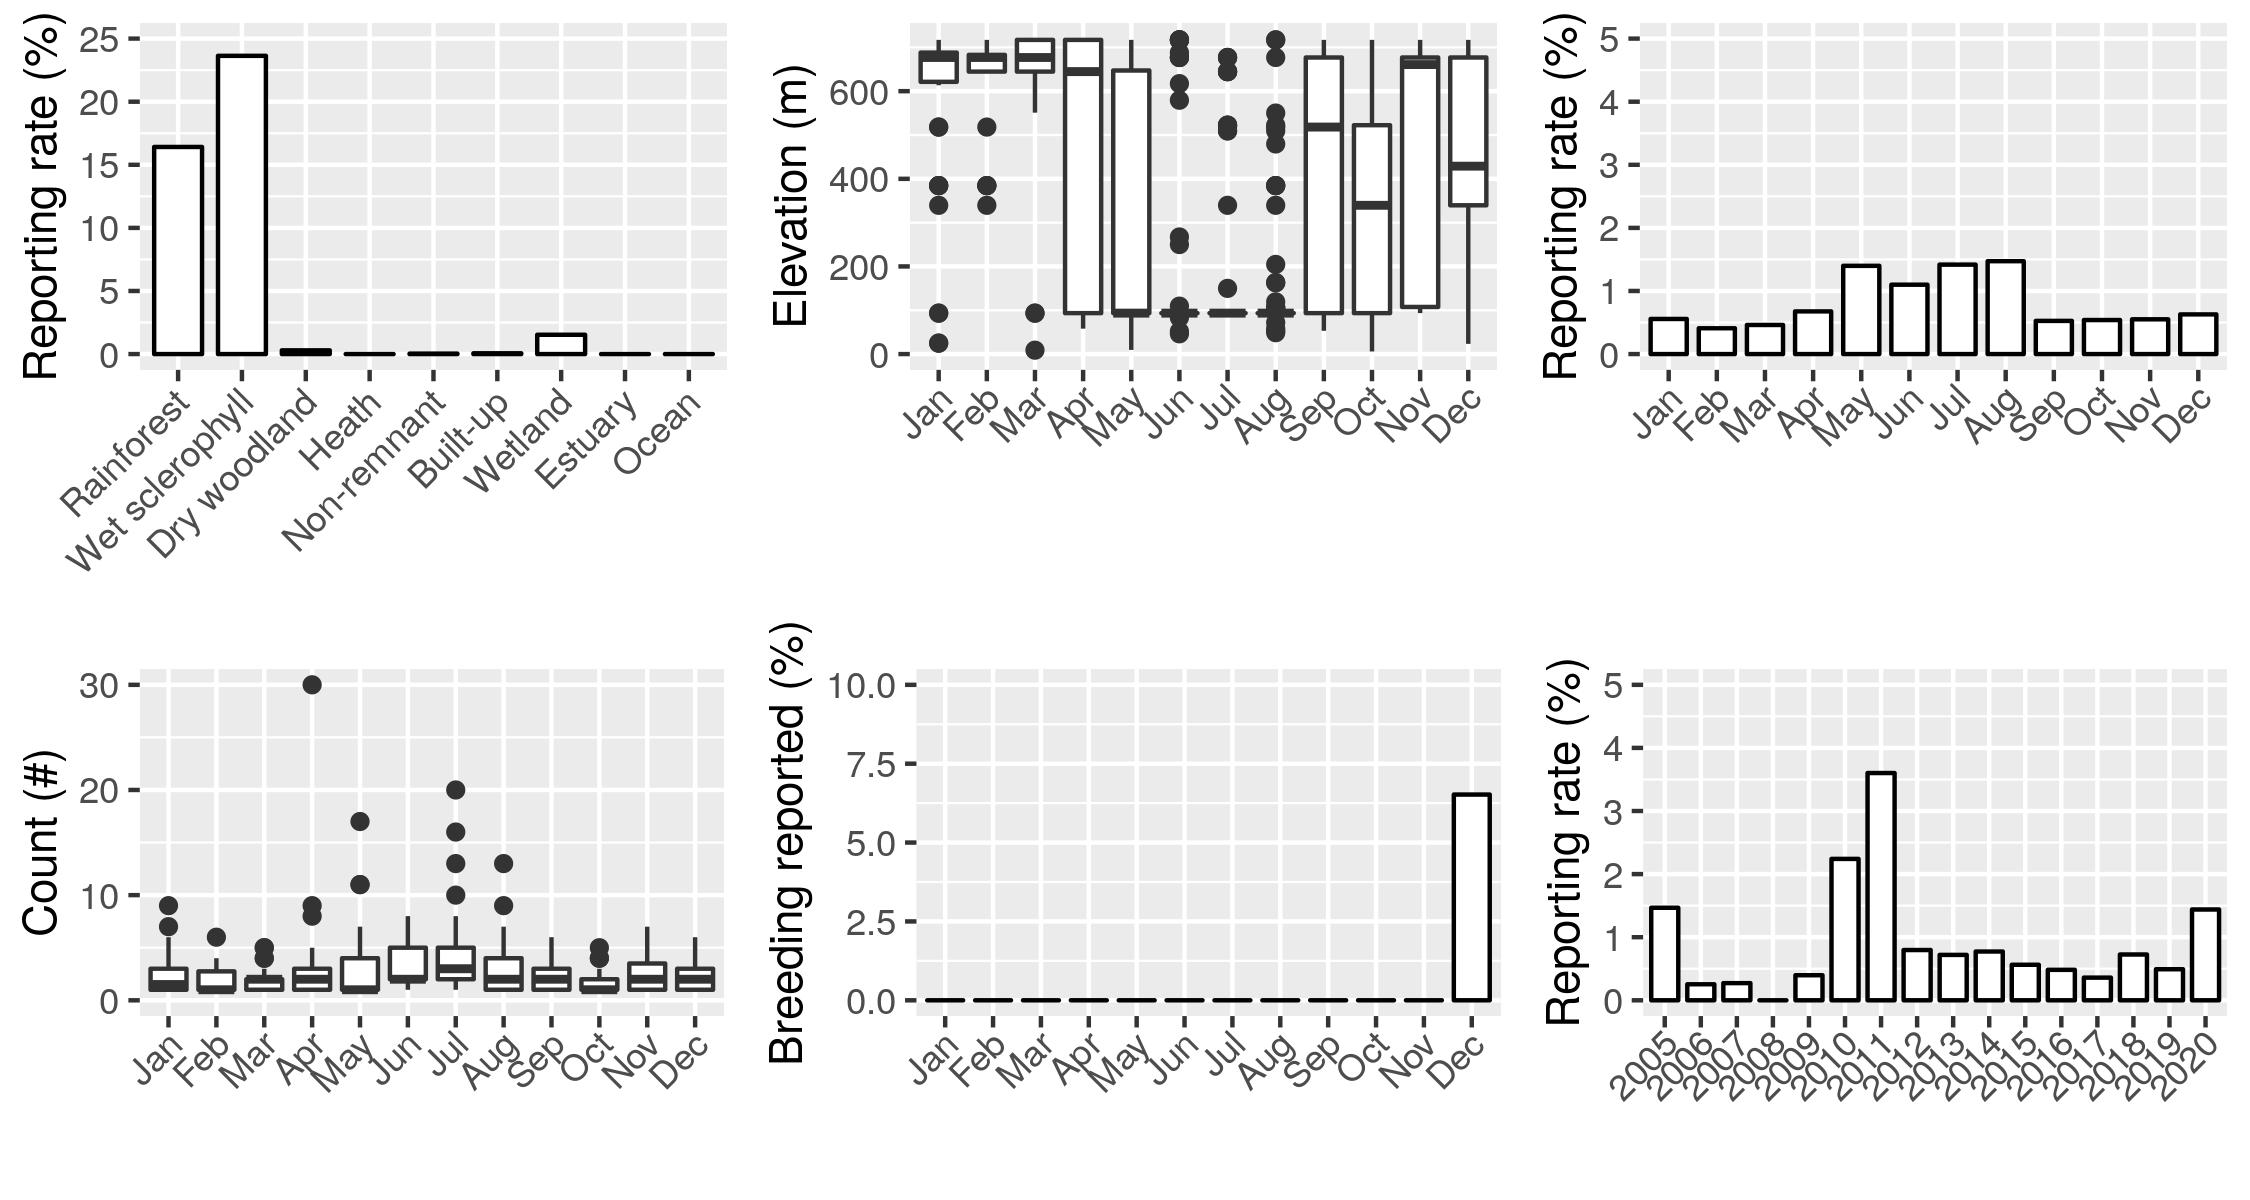 Reporting rate (%)
25
20
15
10
5
0
Rainforest
Wet sclerophyll
Dry woodland
Heath
Non-remnant
Built-up
Wetland
Estuary
Ocean
Elevation (m)
600
400
200
0
Jan
Feb
Mar
Apr
May
Jun
Jul
Aug
Sep
Oct
Nov
Dec
Reporting rate (%)
5
4
3
2
1
0
Jan
Feb
Mar
Apr
May
Jun
Jul
Aug
Sep
Oct
Nov
Dec
Count (#)
30
20
10
0
Jan
Feb
Mar
Apr
May
Jun
Jul
Aug
Sep
Oct
Nov
Dec
Breeding reported (%)
10.0
7.5
5.0
2.5
0.0
Jan
Feb
Mar
Apr
May
Jun
Jul
Aug
Sep
Oct
Nov
Dec
Reporting rate (%)
5
4
3
2
1
0
2005
2006
2007
2008
2009
2010
2011
2012
2013
2014
2015
2016
2017
2018
2019
2020